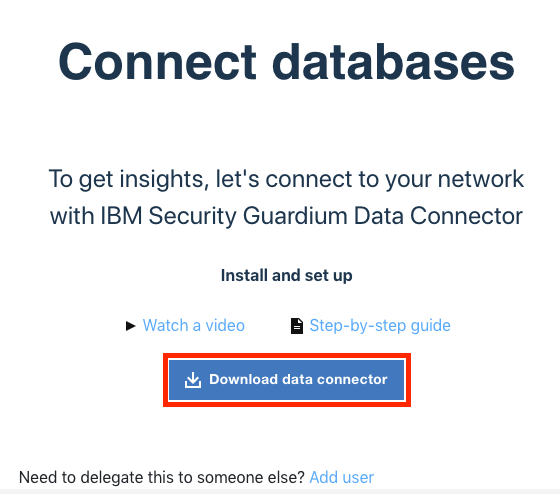 Connect databases
To get insights, let's connect to your network
with IBM Security Guardium Data Connector
Install and set up
Watch a video
Step-by-step guide
Download data connector
Need to delegate this to someone else? Add user